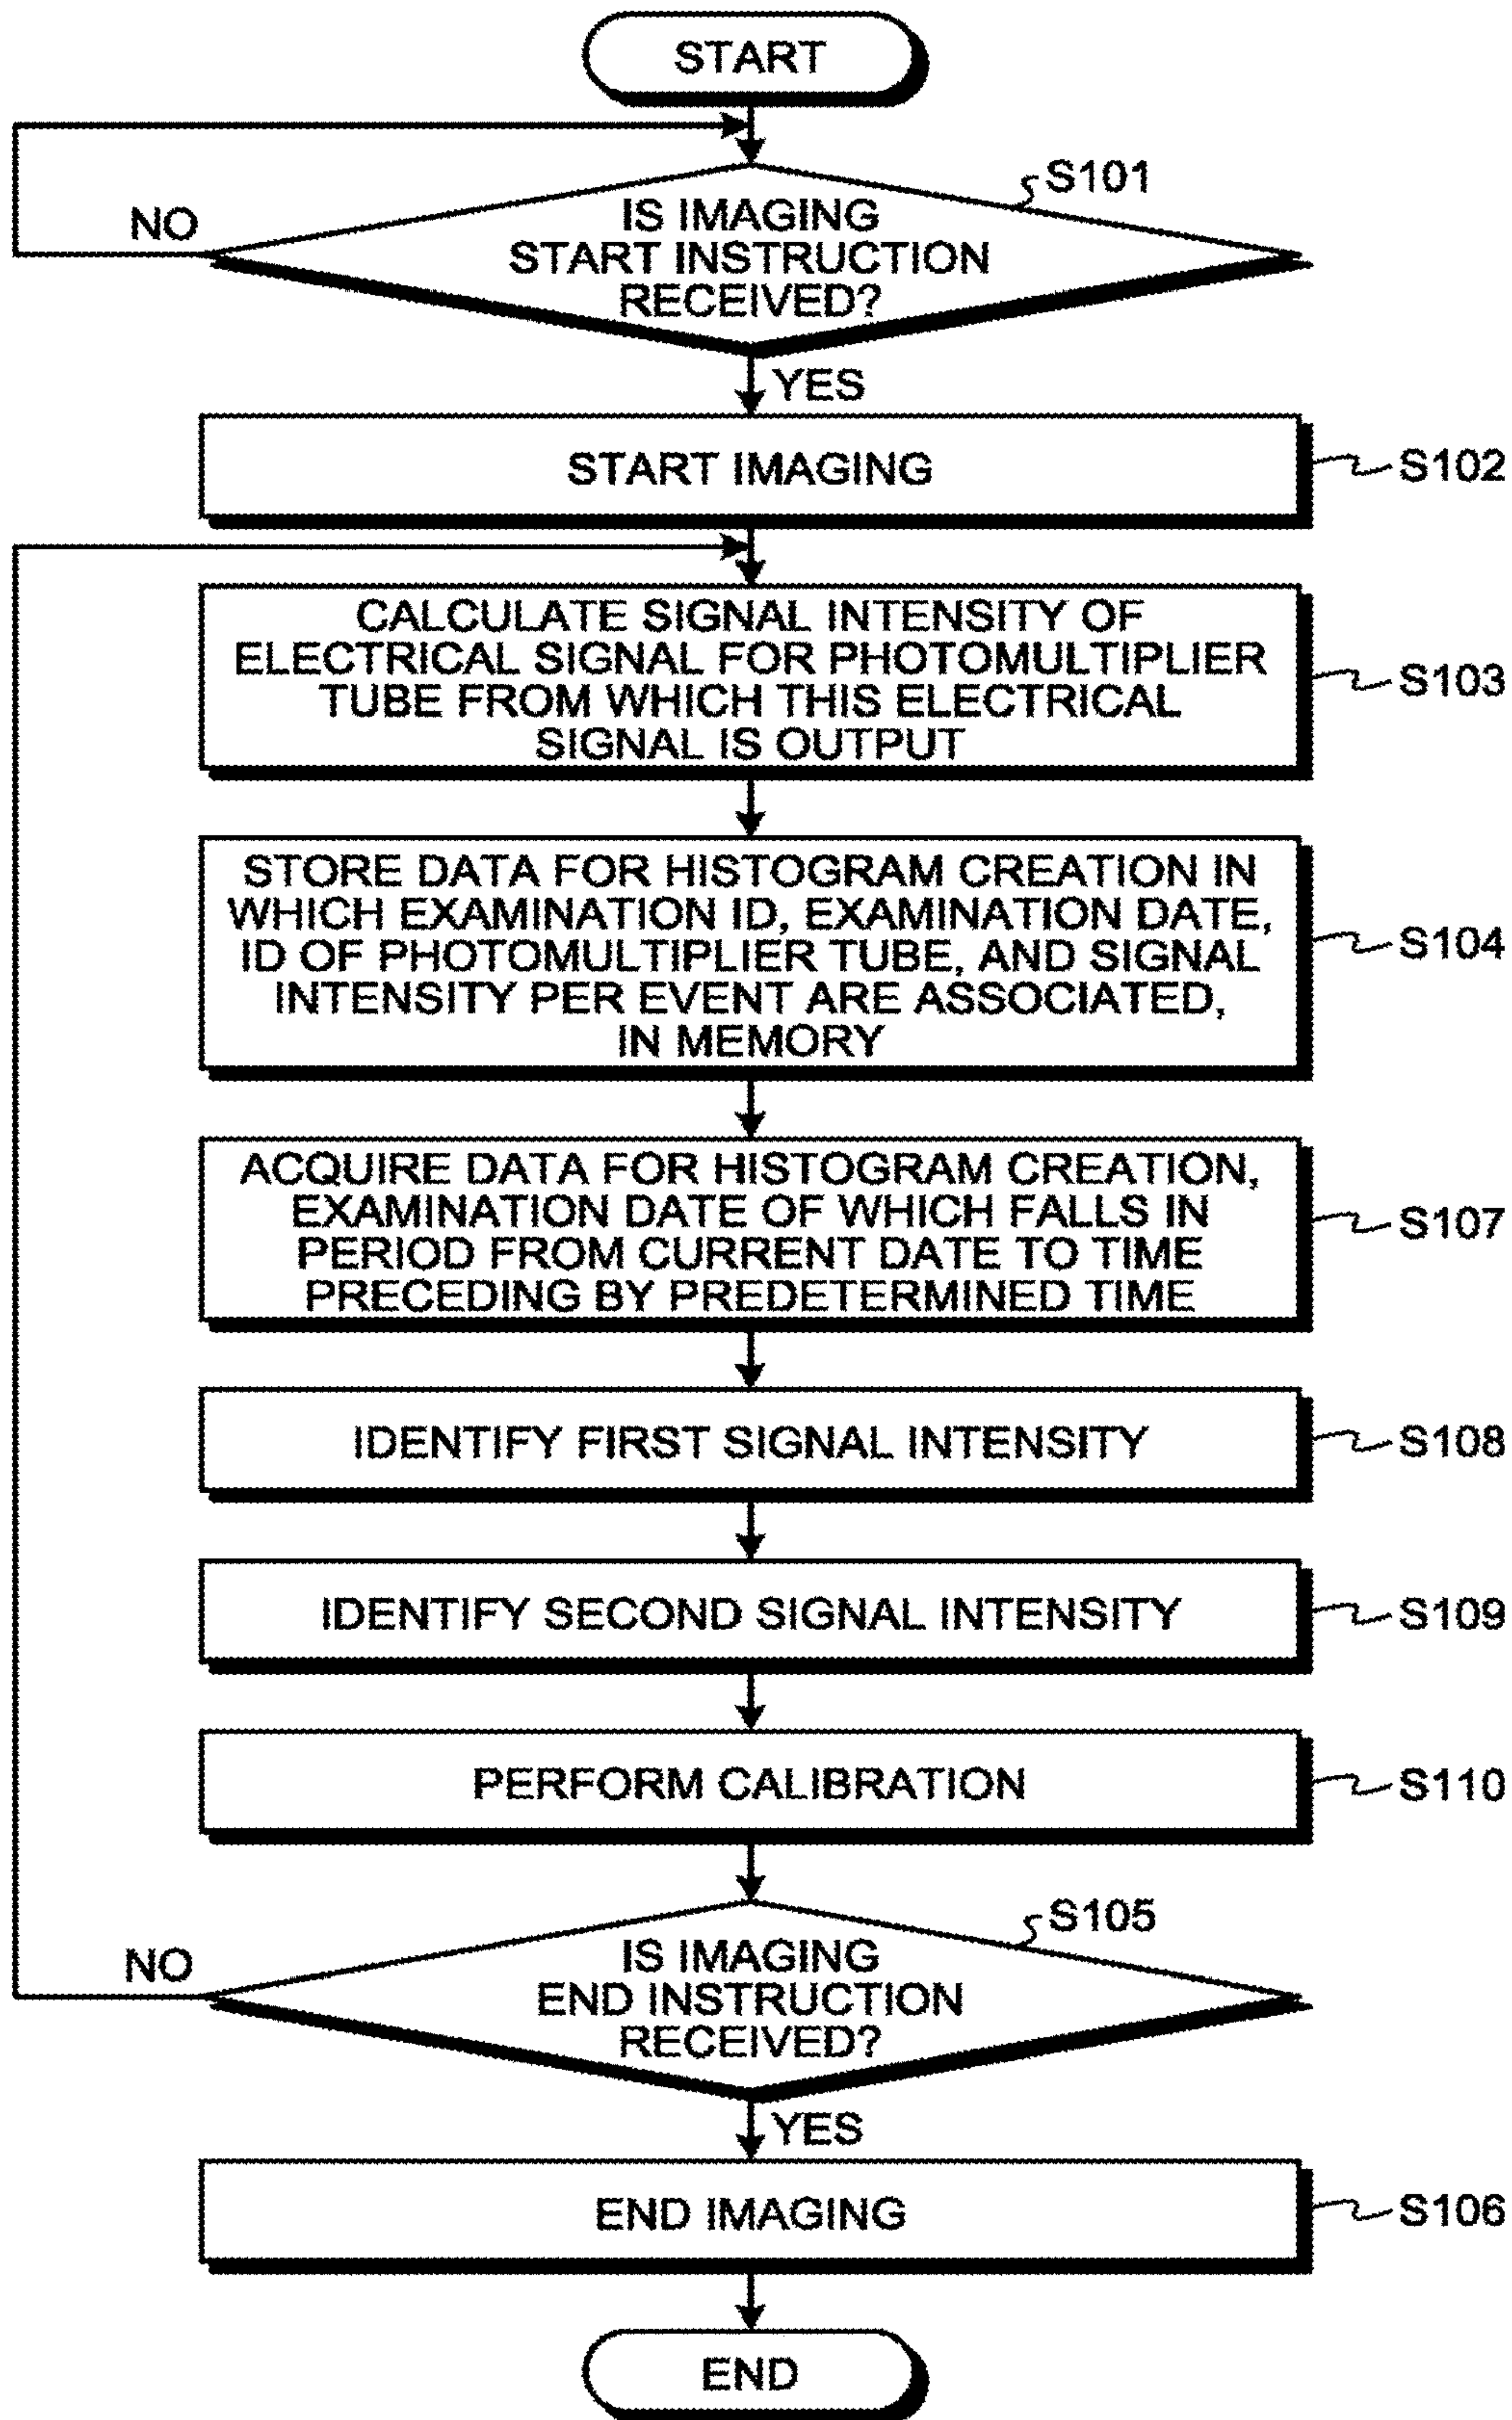 START
S101
NO
IS IMAGING
START INSTRUCTION
RECEIVED?
YES
START IMAGING
S102
CALCULATE SIGNAL INTENSITY OF
ELECTRICAL SIGNAL FOR PHOTOMULTIPLIER
TUBE FROM WHICH THIS ELECTRICAL
SIGNAL IS OUTPUT
S103
STORE DATA FOR HISTOGRAM CREATION IN
WHICH EXAMINATION ID, EXAMINATION DATE,
ID OF PHOTOMULTIPLIER TUBE, AND SIGNAL
INTENSITY PER EVENT ARE ASSOCIATED,
IN MEMORY
S104
ACQUIRE DATA FOR HISTOGRAM CREATION,
EXAMINATION DATE OF WHICH FALLS IN
PERIOD FROM CURRENT DATE TO TIME
PRECEDING BY PREDETERMINED TIME
S107
IDENTIFY FIRST SIGNAL INTENSITY
S108
IDENTIFY SECOND SIGNAL INTENSITY
S109
PERFORM CALIBRATION
S110
S105
NO
IS IMAGING
END INSTRUCTION
RECEIVED?
YES
END IMAGING
S106
END